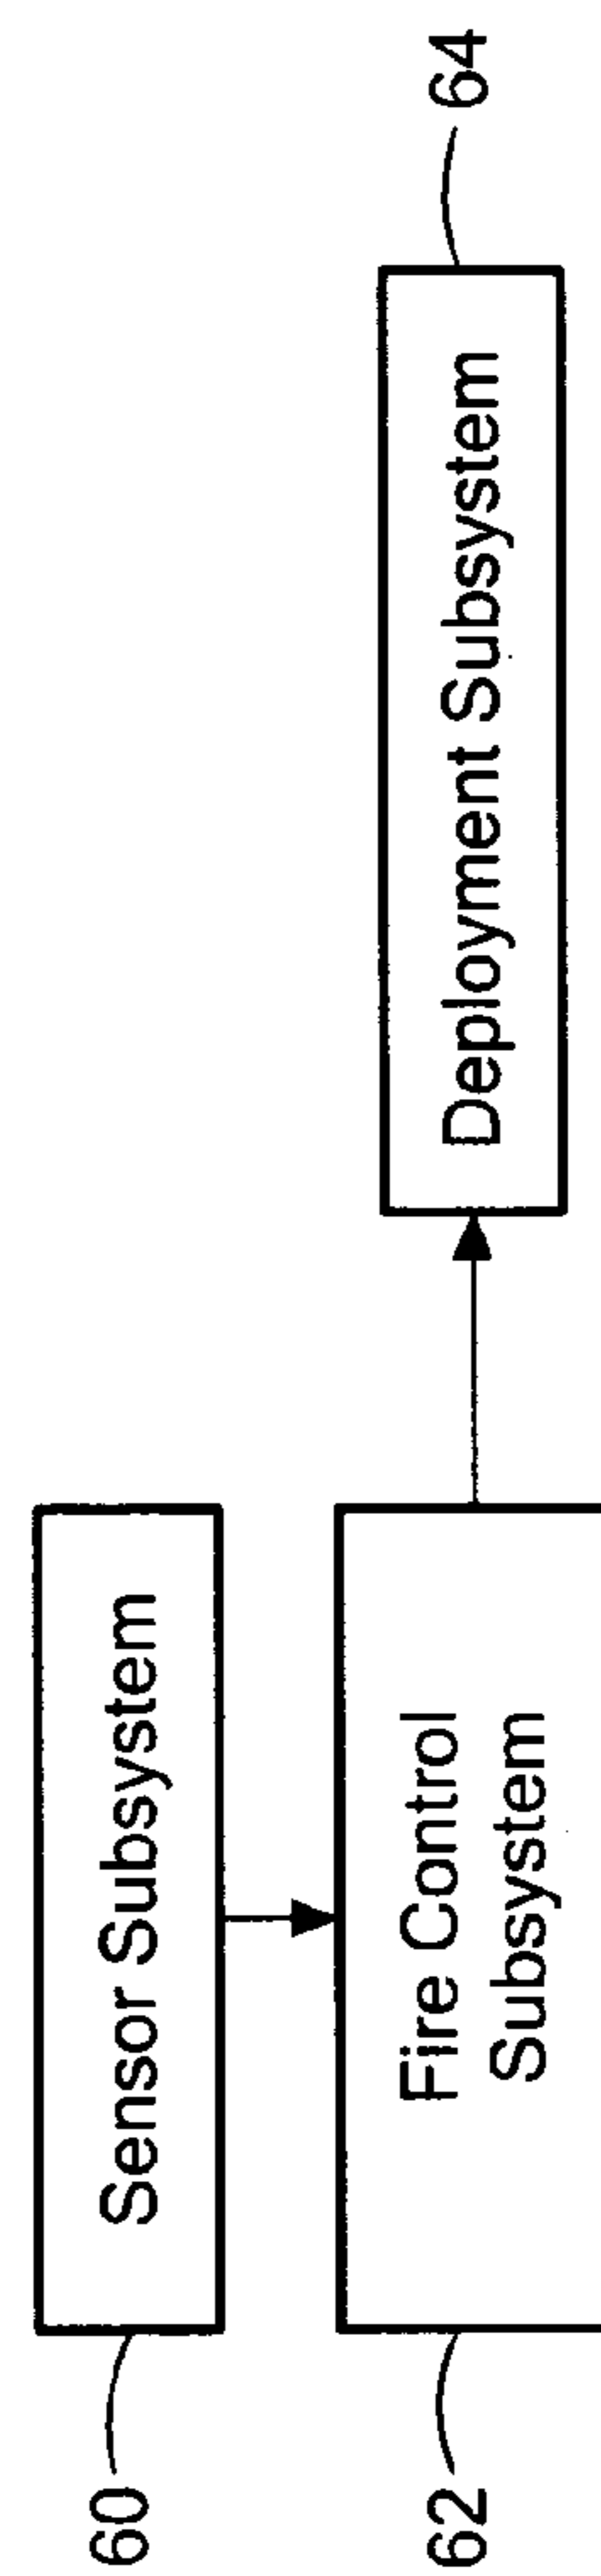 60
Sensor Subsystem
62
Fire Control
Subsystem
Deployment Subsystem
64